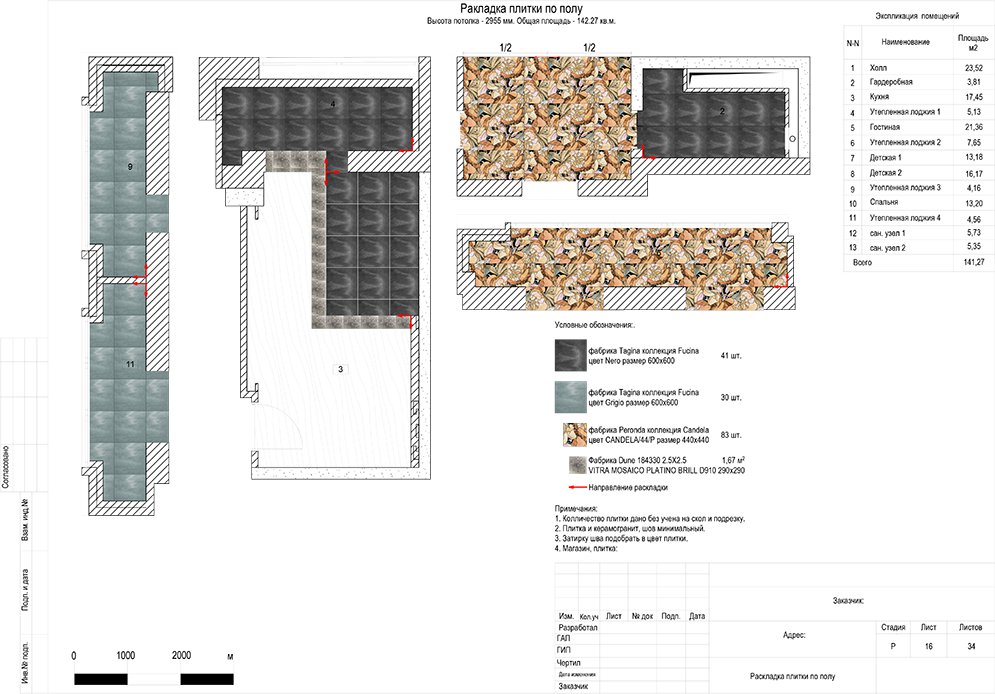 Ракладка плитки по полу
Высота потолка - 2955 мм. Общая площадь - 142.27 кв.м.
1/2
1/2
4
2
9
6
11
3
Экспликация помещений
N-N Наименование Площадь м2
1 Холл 23,52
2 Гардеробная 3,81
3 Кухня 17,45
4 Утепленная лоджия 1 5,13
5 Гостиная 21,36
6 Утепленная лоджия 2 7,65
7 Детская 1 13,18
8 Детская 2 16,17
9 Утепленная лоджия 3 4,16
10 Спальня 13,20
11 Утепленная лоджия 4 4,56
12 сан. узел 1 5,73
13 сан. узел 2 5,35
Всего 141,27
Условные обозначения:.
фабрика Tagina коллекция Fucina
цвет Nero размер 600х600
41 шт.
фабрика Tagina коллекция Fucina
цвет Grigio размер 600х600
30 шт.
фабрика Peronda коллекция Candela
цвет CANDELA/44/P размер 440х440
83 шт.
Фабрика Dune 184330 2,5X2,5 1,67 м²
VITRA MOSAICO PLATINO BRILL D910 290x290
Направление раскладки
Примечания:
1. Колличество плитки дано без учена на скол и подрезку.
2. Плитка и керамогранит, шов минимальный.
3. Затирку шва подобрать в цвет плитки.
4. Магазин, плитка:
Согласовано
Взам. инд.№
Подп. и дата
Инв.№ подл.
0 1000 2000 м
Изм. Кол.уч Лист № док Подп. Дата
Разработал
ГАП
ГИП
Чертил
Дата изменения
Заказчик
Заказчик:
Адрес:
Стадия Лист Листов
Р 16 34
Раскладка плитки по полу